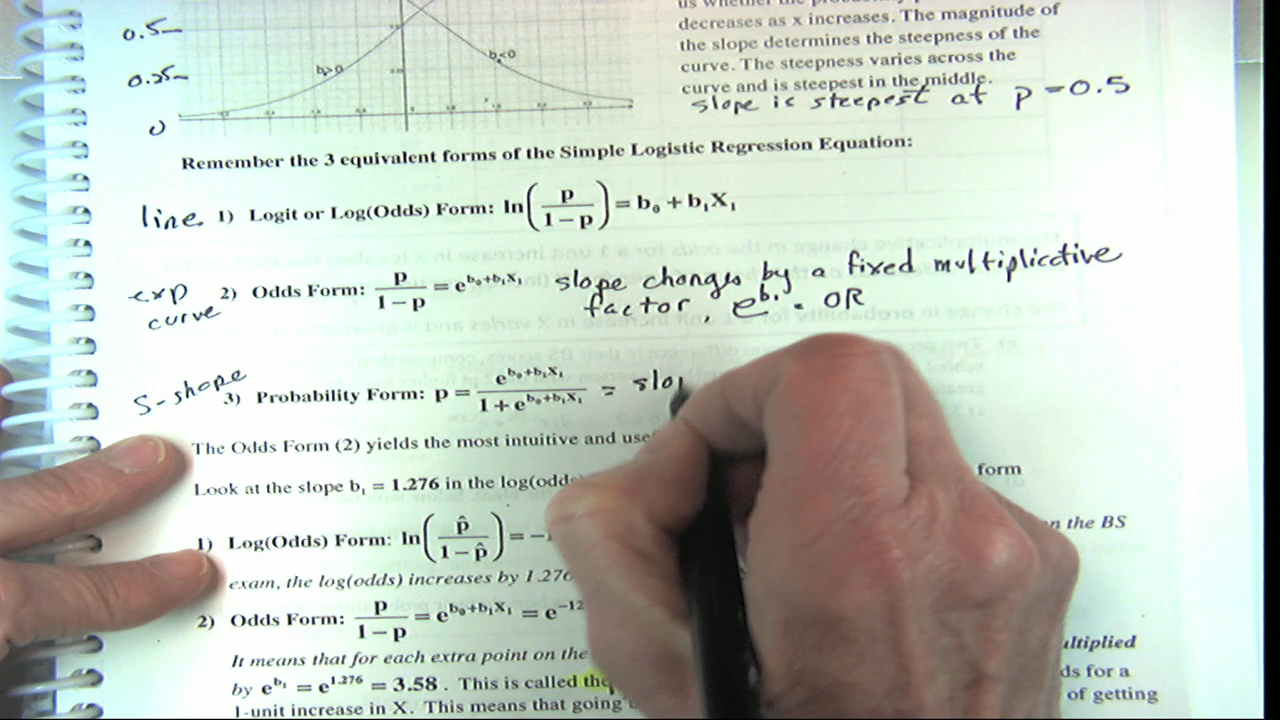 0.5
decreases as x increases. The magnitude of
the slope determines the steepness of the
curve. The steepness varies across the
curve and is steepest in the middle.
slope is steepest at p = 0.5
b>0
b<0
0.25
0
Remember the 3 equivalent forms of the Simple Logistic Regression Equation:
line 1) Logit or Log(Odds) Form: ln(p/(1−p)) = b₀ + b₁X₁
exp curve 2) Odds Form: p/(1−p) = e^(b₀+b₁X₁) slope changes by a fixed multiplicative
factor, e^b₁ = OR
S-shape 3) Probability Form: p = e^(b₀+b₁X₁)/(1+e^(b₀+b₁X₁)) = slo
The Odds Form (2) yields the most intuitive and use
Look at the slope b₁ = 1.276 in the log(odds form
1) Log(Odds) Form: ln(p̂/(1−p̂)) = − n the BS
exam, the log(odds) increases by 1.276
2) Odds Form: p/(1−p) = e^(b₀+b₁X₁) = e^(−12
It means that for each extra point on the ultiplied
by e^b₁ = e^1.276 = 3.58 . This is called the ds for a
1-unit increase in X. This means that going of getting